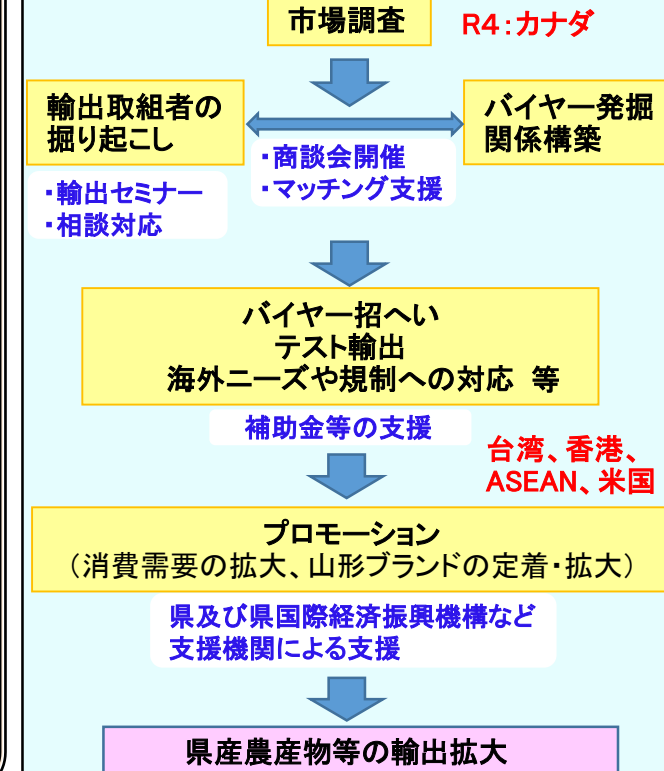 市場調査
R4:カナダ
輸出取組者の
掘り起こし
バイヤー発掘
関係構築
・商談会開催
・マッチング支援
・輸出セミナー
・相談対応
バイヤー招へい
テスト輸出
海外ニーズや規制への対応 等
補助金等の支援
台湾、香港、
ASEAN、米国
プロモーション
（消費需要の拡大、山形ブランドの定着・拡大）
県及び県国際経済振興機構など
支援機関による支援
県産農産物等の輸出拡大